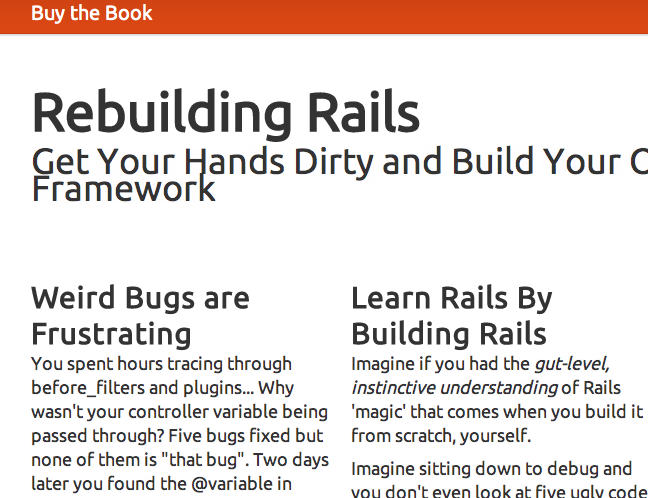 Buy the Book
Rebuilding Rails
Get Your Hands Dirty and Build Your
Framework
Weird Bugs are
Frustrating
You spent hours tracing through
before_filters and plugins... Why
wasn't your controller variable being
passed through? Five bugs fixed but
none of them is "that bug". Two days
later you found the @variable in
Learn Rails By
Building Rails
Imagine if you had the gut-level,
instinctive understanding of Rails
'magic' that comes when you build it
from scratch, yourself.
Imagine sitting down to debug and
you don't even look at five ugly code